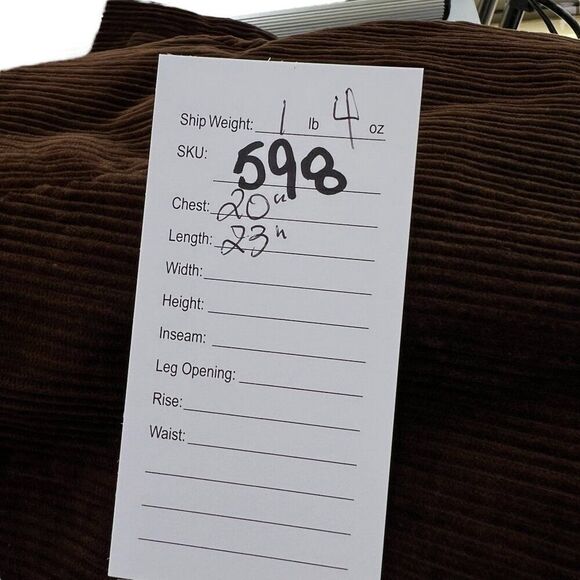 Ship Weight: 1 lb 4 oz
SKU: 598
Chest: 20"
Length: 23"
Width:
Height:
Inseam:
Leg Opening:
Rise:
Waist: